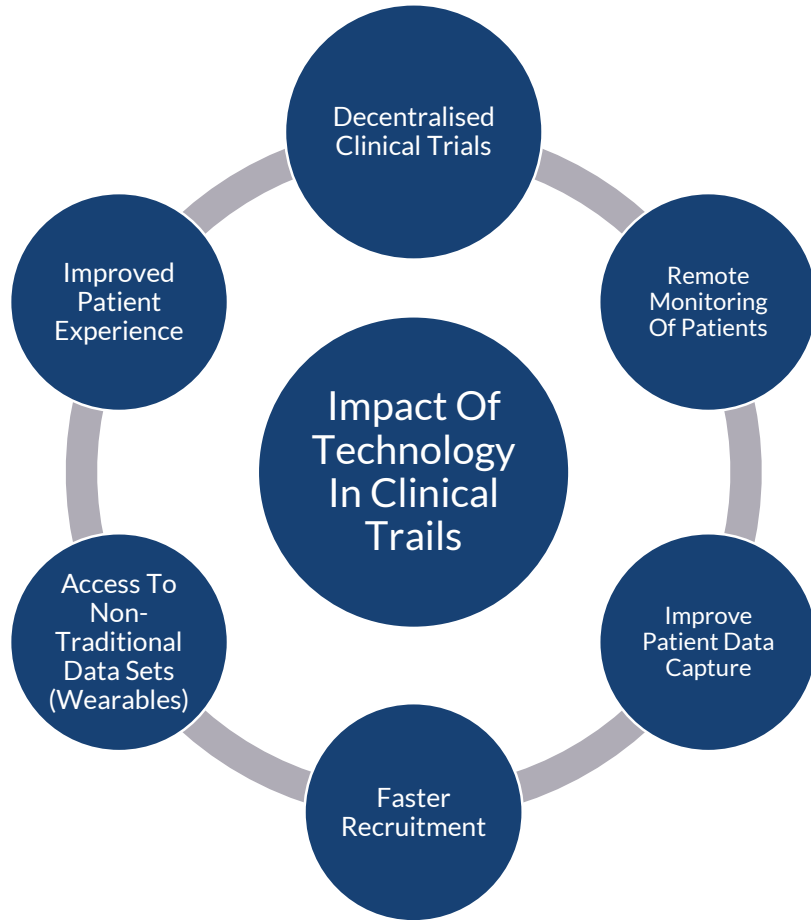 Decentralised
Clinical Trials
Remote
Monitoring
Of Patients
Improve
Patient Data
Capture
Faster
Recruitment
Access To
Non-
Traditional
Data Sets
(Wearables)
Improved
Patient
Experience
Impact Of
Technology
In Clinical
Trails